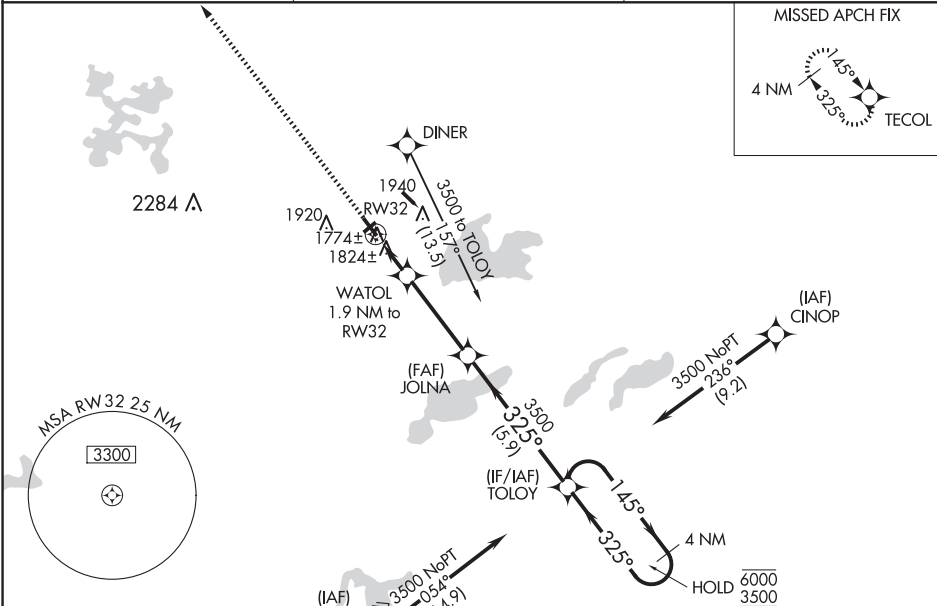 MISSED APCH FIX
145°
4 NM
325°
TECOL
DINER
2284
1940
3500 to TOLOY
157°
(13.5)
RW32
1920
1774±
1824±
WATOL
1.9 NM to
RW32
(IAF)
CINOP
3500 NoPT
236°
(9.2)
(FAF)
JOLNA
3500
325°
(5.9)
MSA RW32 25 NM
3300
(IF/IAF)
TOLOY
145°
325°
4 NM
HOLD
6000
3500
3500 NoPT
054°
(IAF)